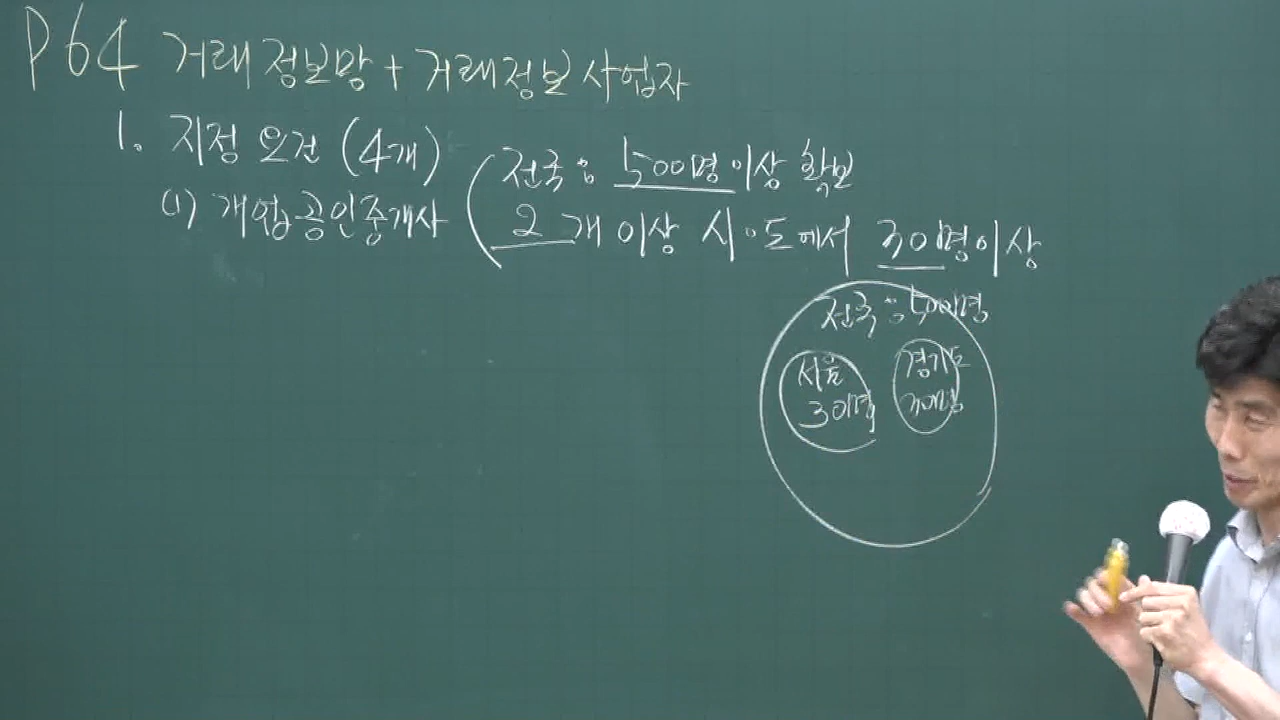 P64 거래정보망 + 거래정보사업자
1. 지정요건 (4개)
(1) 개업공인중개사
전국 : 500명 이상 확보
2개 이상 시·도에서 30명 이상
전국 : 500명
서울
30명
경기도
30명